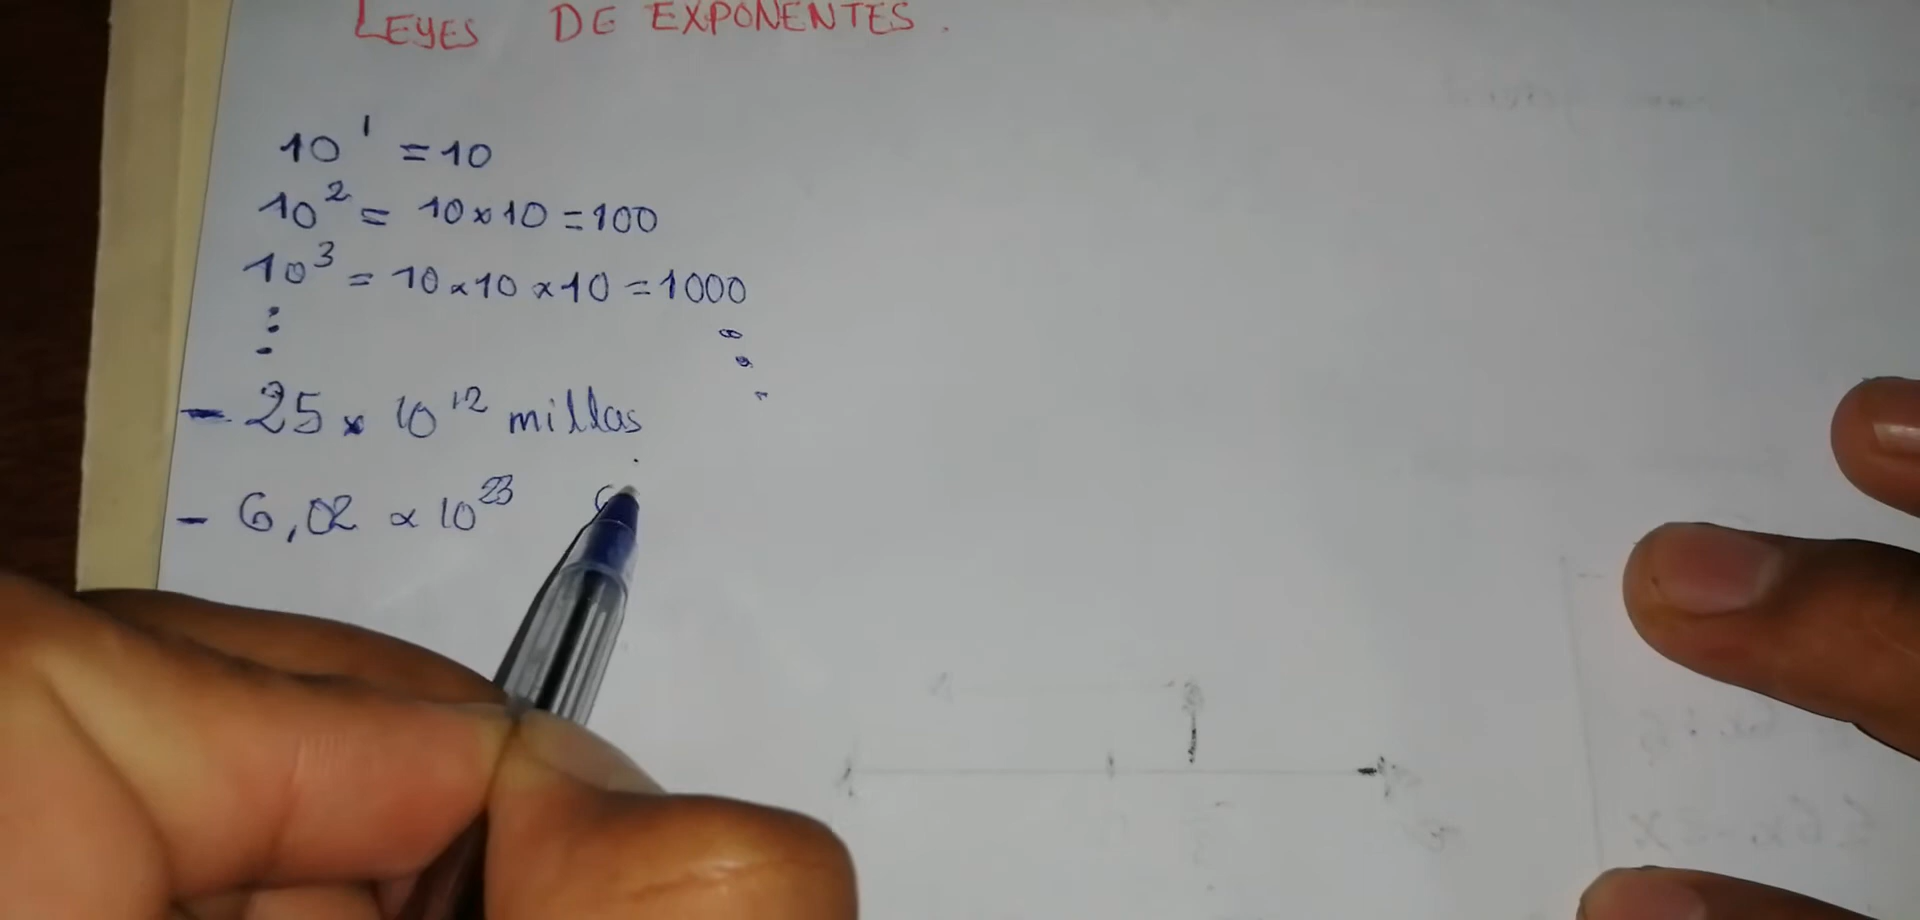 LEYES DE EXPONENTES.
10¹ = 10
10² = 10×10 = 100
10³ = 10×10×10 = 1000
- 25 × 10¹² millas
- 6,02 × 10²³